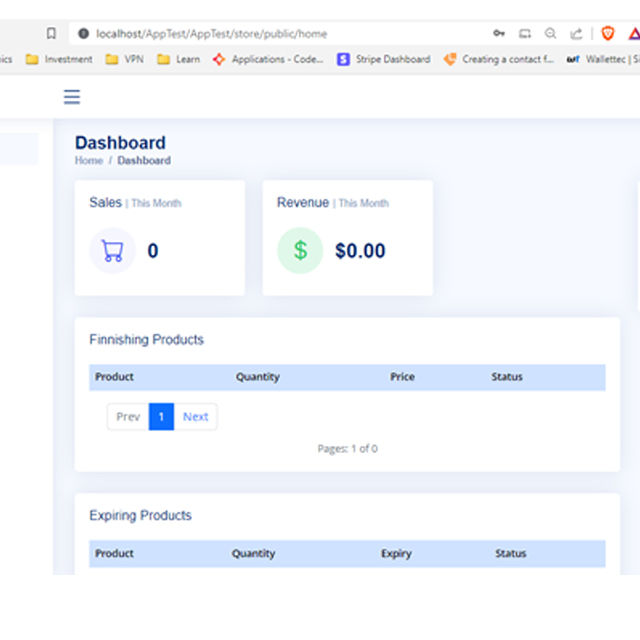 localhost/AppTest/AppTest/store/public/home
ics Investment VPN Learn Applications - Code... Stripe Dashboard Creating a contact f... Wallettec | Si
Dashboard
Home / Dashboard
Sales | This Month
0
Revenue | This Month
$ $0.00
Finnishing Products
Product Quantity Price Status
Prev 1 Next
Pages: 1 of 0
Expiring Products
Product Quantity Expiry Status